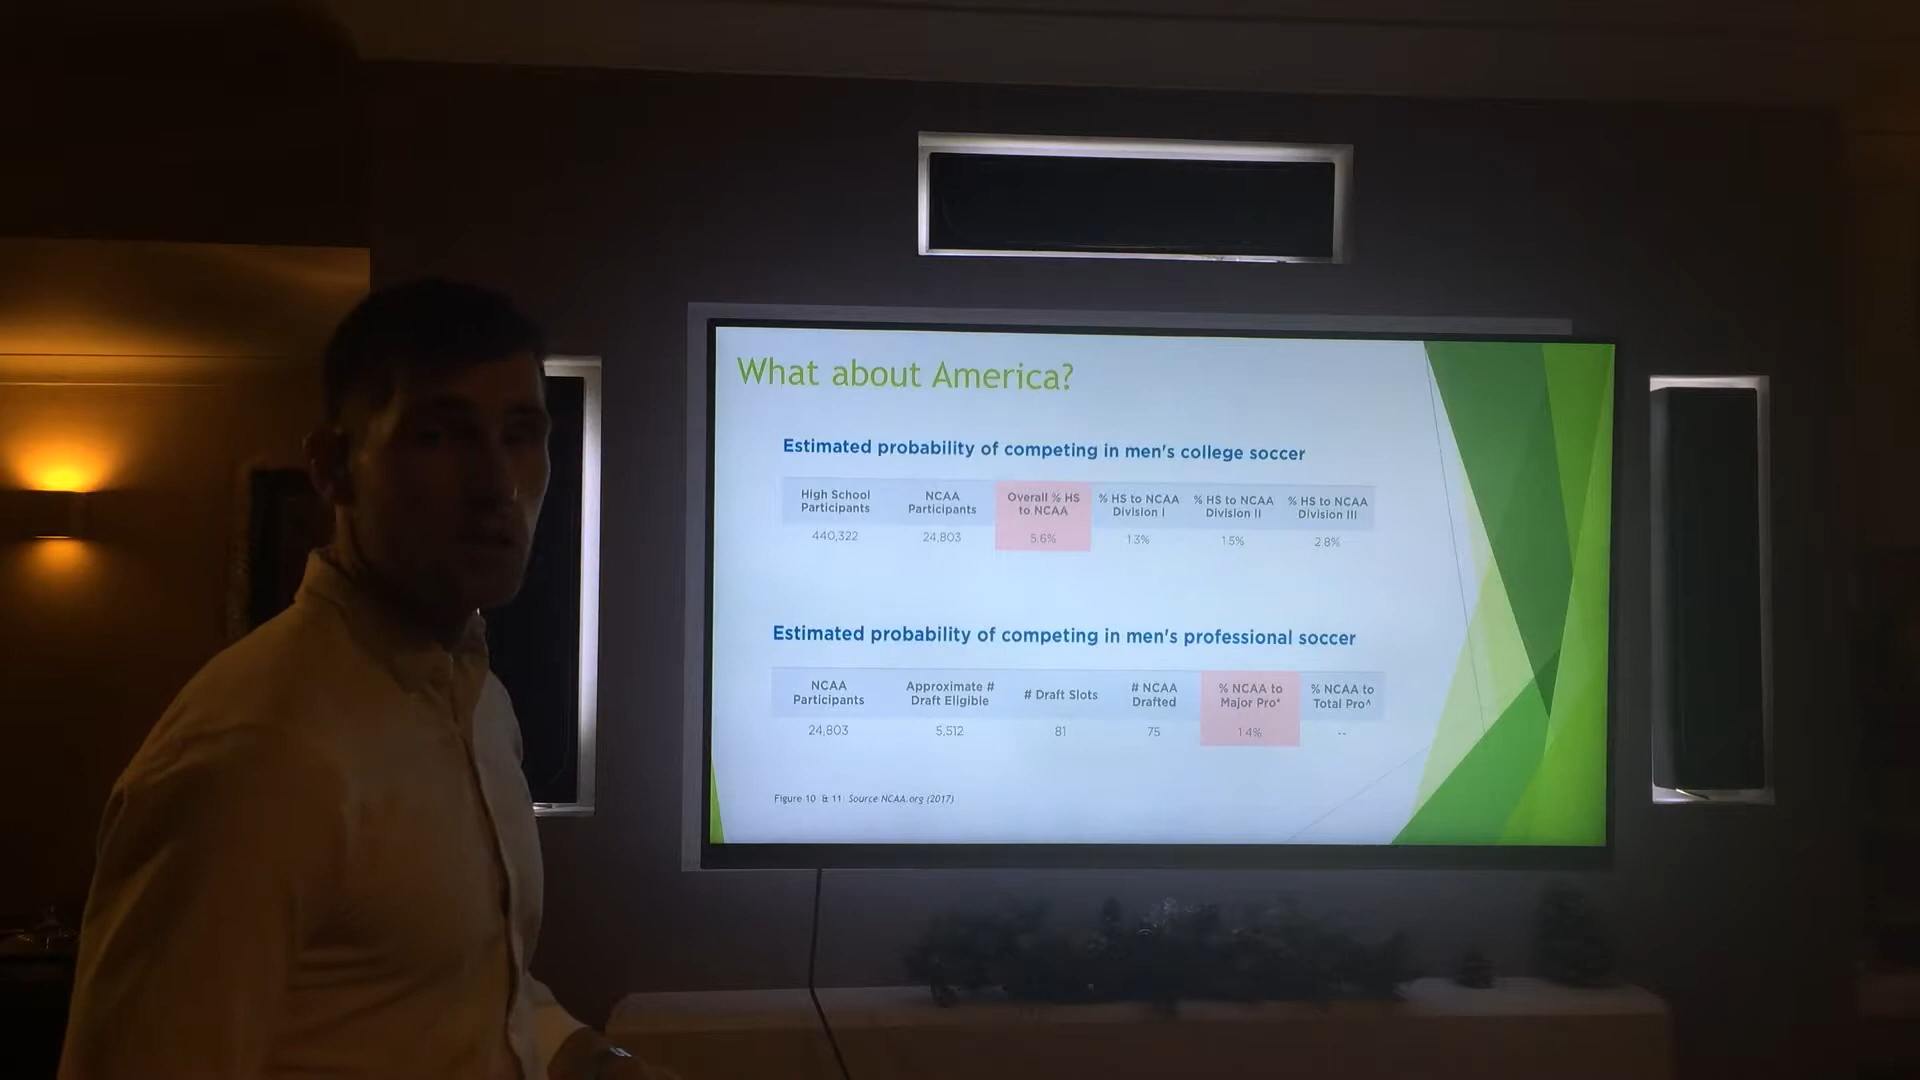 What about America?
Estimated probability of competing in men's college soccer
High School Participants
NCAA Participants
Overall % HS to NCAA
% HS to NCAA Division I
% HS to NCAA Division II
% HS to NCAA Division III
440,322
24,803
5.6%
1.3%
1.5%
2.8%
Estimated probability of competing in men's professional soccer
NCAA Participants
Approximate # Draft Eligible
# Draft Slots
# NCAA Drafted
% NCAA to Major Pro*
% NCAA to Total Pro^
24,803
5,512
81
75
1.4%
--
Figure 10 & 11: Source NCAA.org (2017)